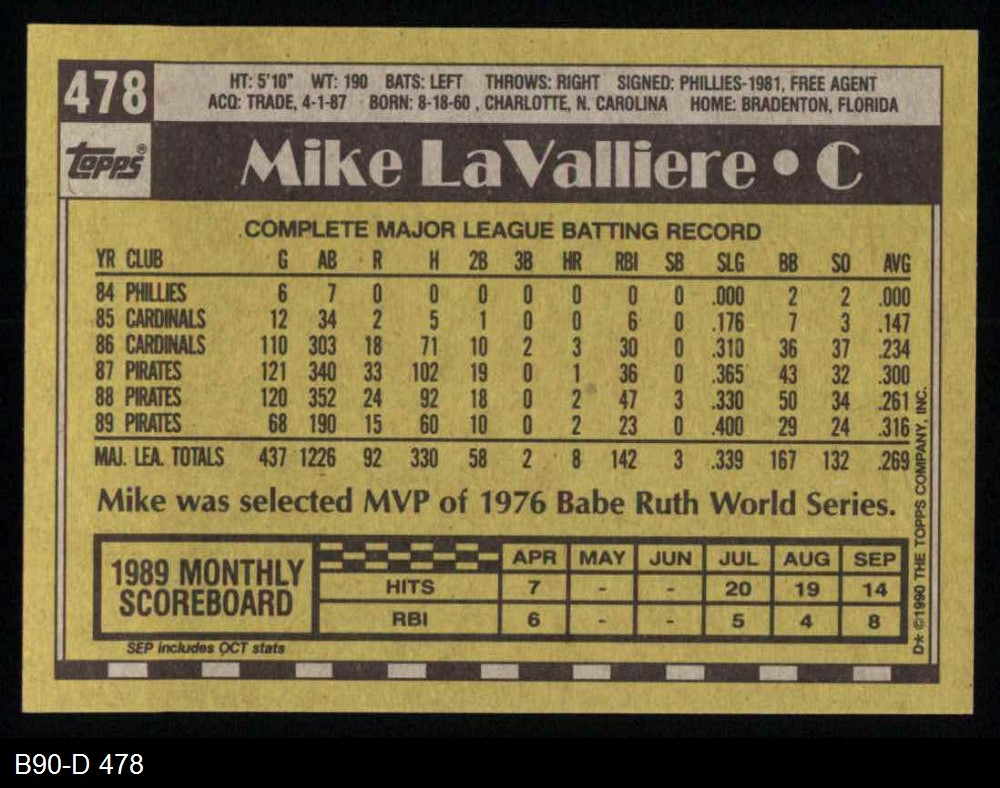 478
HT: 5'10" WT: 190 BATS: LEFT THROWS: RIGHT SIGNED: PHILLIES-1981, FREE AGENT
ACQ: TRADE, 4-1-87 BORN: 8-18-60 , CHARLOTTE, N. CAROLINA HOME: BRADENTON, FLORIDA
Topps®
Mike LaValliere • C
COMPLETE MAJOR LEAGUE BATTING RECORD
YR CLUB G AB R H 2B 3B HR RBI SB SLG BB SO AVG
84 PHILLIES 6 7 0 0 0 0 0 0 0 .000 2 2 .000
85 CARDINALS 12 34 2 5 1 0 0 6 0 .176 7 3 .147
86 CARDINALS 110 303 18 71 10 2 3 30 0 .310 36 37 .234
87 PIRATES 121 340 33 102 19 0 1 36 0 .365 43 32 .300
88 PIRATES 120 352 24 92 18 0 2 47 3 .330 50 34 .261
89 PIRATES 68 190 15 60 10 0 2 23 0 .400 29 24 .316
MAJ. LEA. TOTALS 437 1226 92 330 58 2 8 142 3 .339 167 132 .269
Mike was selected MVP of 1976 Babe Ruth World Series.
1989 MONTHLY
SCOREBOARD
APR MAY JUN JUL AUG SEP
HITS 7 - - 20 19 14
RBI 6 - - 5 4 8
SEP includes OCT stats
D* ©1990 THE TOPPS COMPANY, INC.
B90-D 478